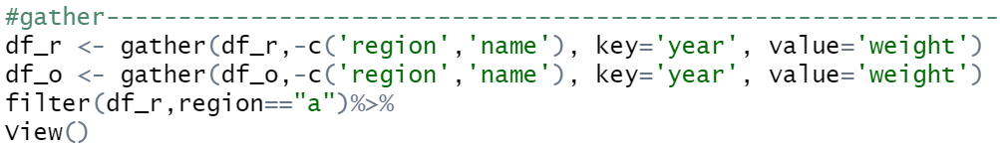 #gather--------------------------------------------------------------
df_r <- gather(df_r,-c('region','name'), key='year', value='weight')
df_o <- gather(df_o,-c('region','name'), key='year', value='weight')
filter(df_r,region=="a")%>%
View()